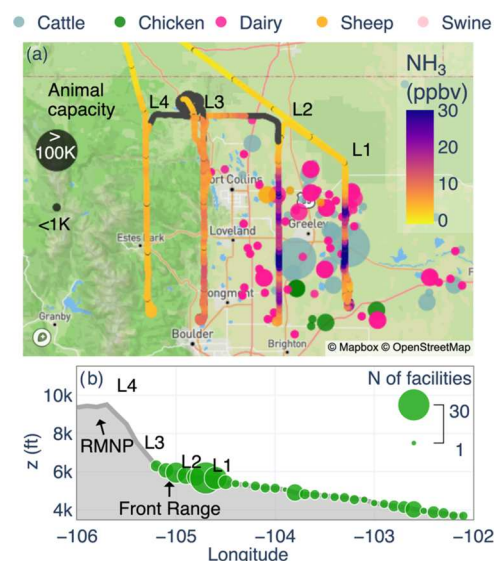 Cattle Chicken Dairy Sheep Swine
(a)
Animal
capacity
>
100K
<1K
L4
L3
L2
L1
NH3
(ppbv)
30
20
10
0
ort Collins
Estes Park
Loveland
Greeley
Granby
ongmont
Boulder
Brighton
© Mapbox © OpenStreetMap
(b)
z (ft)
10k
8k
6k
4k
L4
RMNP
L3
L2
L1
Front Range
N of facilities
30
1
−106 −105 −104 −103 −102
Longitude